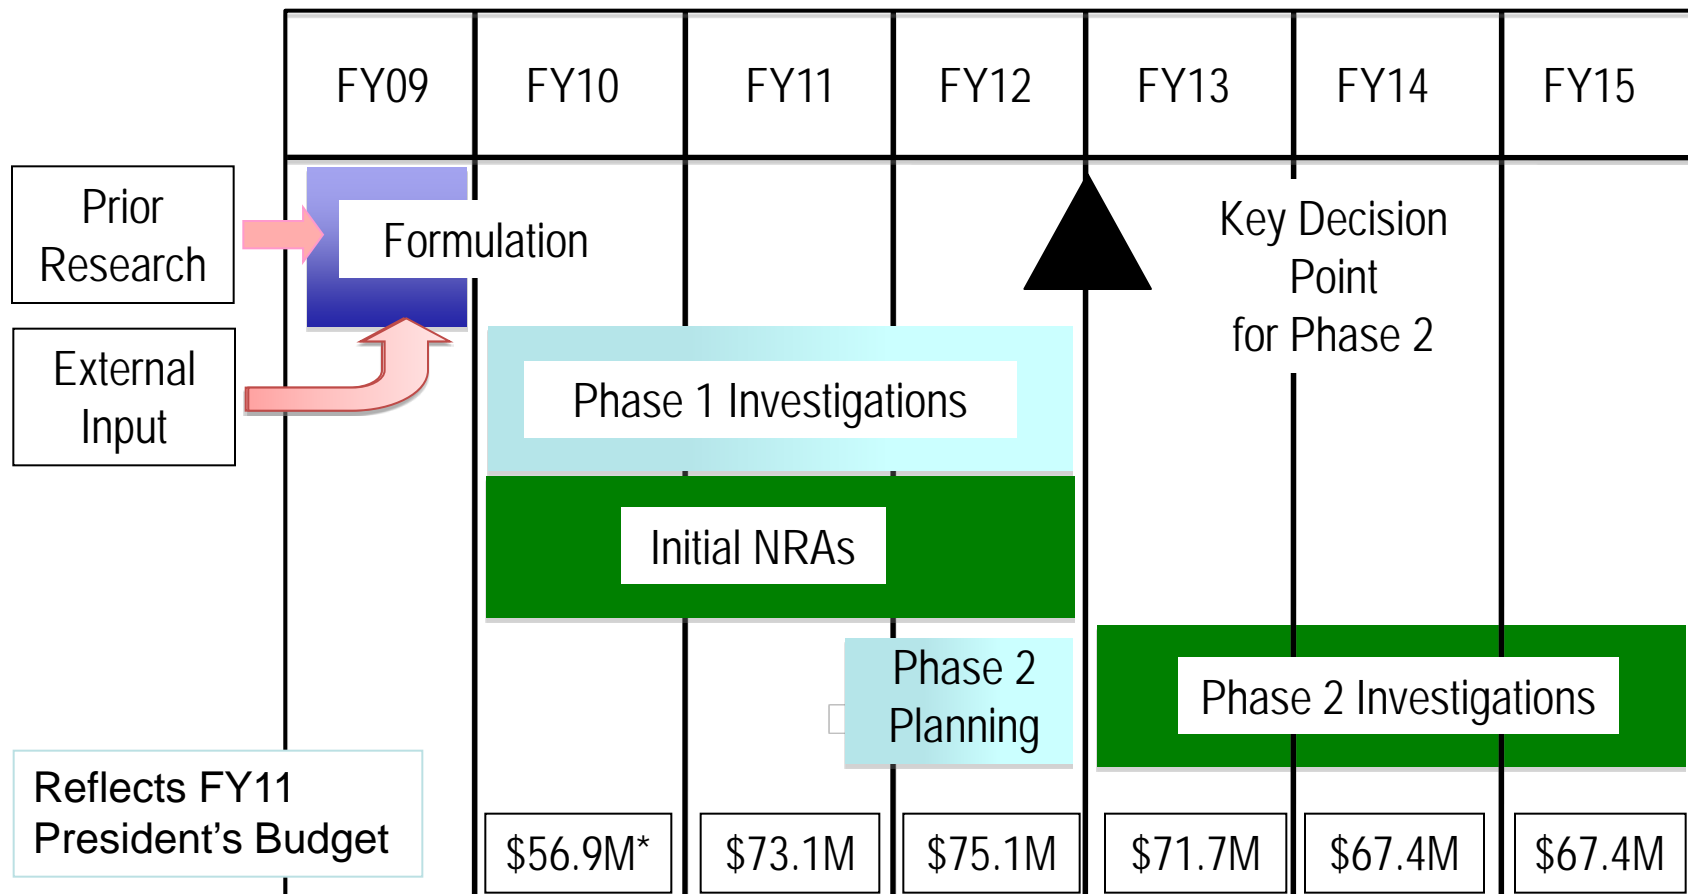 FY09 FY10 FY11 FY12 FY13 FY14 FY15
Prior
Research
Formulation
Key Decision
Point
for Phase 2
External
Input
Phase 1 Investigations
Initial NRAs
Phase 2
Planning
Phase 2 Investigations
Reflects FY11
President’s Budget
$56.9M* $73.1M $75.1M $71.7M $67.4M $67.4M